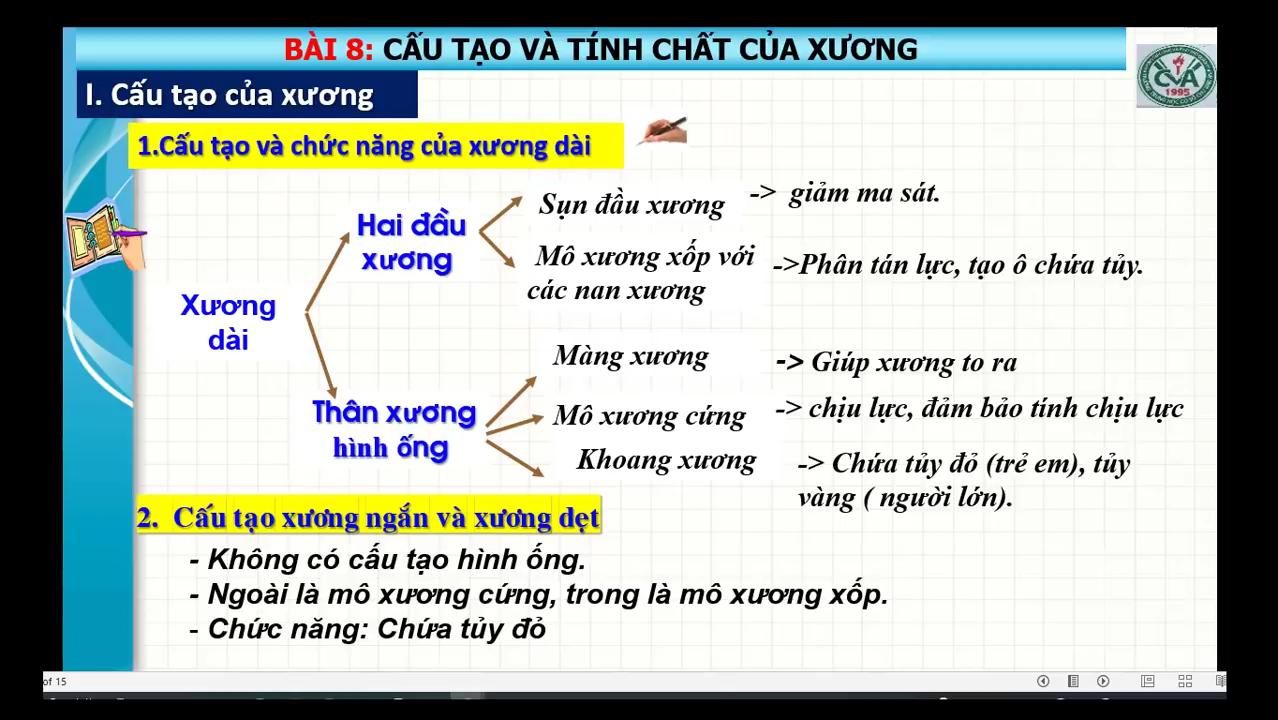 BÀI 8: CẤU TẠO VÀ TÍNH CHẤT CỦA XƯƠNG
CVA
1995
I. Cấu tạo của xương
1.Cấu tạo và chức năng của xương dài
Sụn đầu xương -> giảm ma sát.
Hai đầu
xương
Mô xương xốp với
các nan xương
->Phân tán lực, tạo ô chứa tủy.
Xương
dài
Màng xương -> Giúp xương to ra
Thân xương
hình ống
Mô xương cứng -> chịu lực, đảm bảo tính chịu lực
Khoang xương -> Chứa tủy đỏ (trẻ em), tủy
vàng ( người lớn).
2. Cấu tạo xương ngắn và xương dẹt
- Không có cấu tạo hình ống.
- Ngoài là mô xương cứng, trong là mô xương xốp.
- Chức năng: Chứa tủy đỏ
of 15